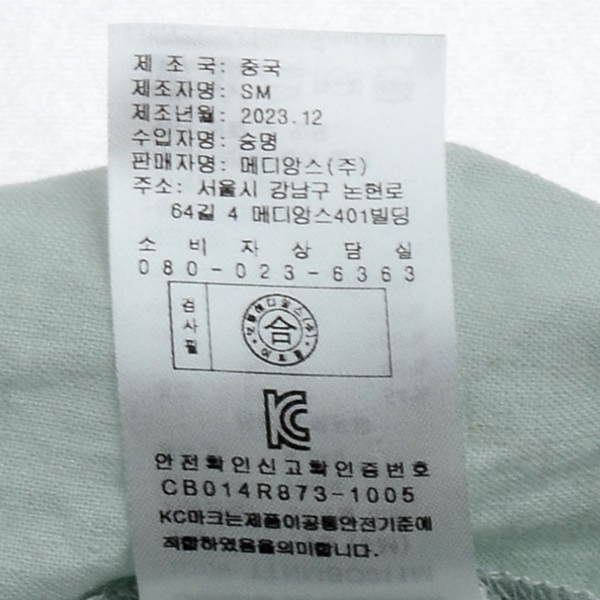 제 조 국: 중국
제조자명: SM
제조년월: 2023.12
수입자명: 승명
판매자명: 메디앙스(주)
주소: 서울시 강남구 논현로
64길 4 메디앙스401빌딩
소 비 자 상 담 실
080-023-6363
검사필
合
KC
안전확인신고확인증번호
CB014R873-1005
KC마크는제품이공통안전기준에
적합하였음을의미합니다.